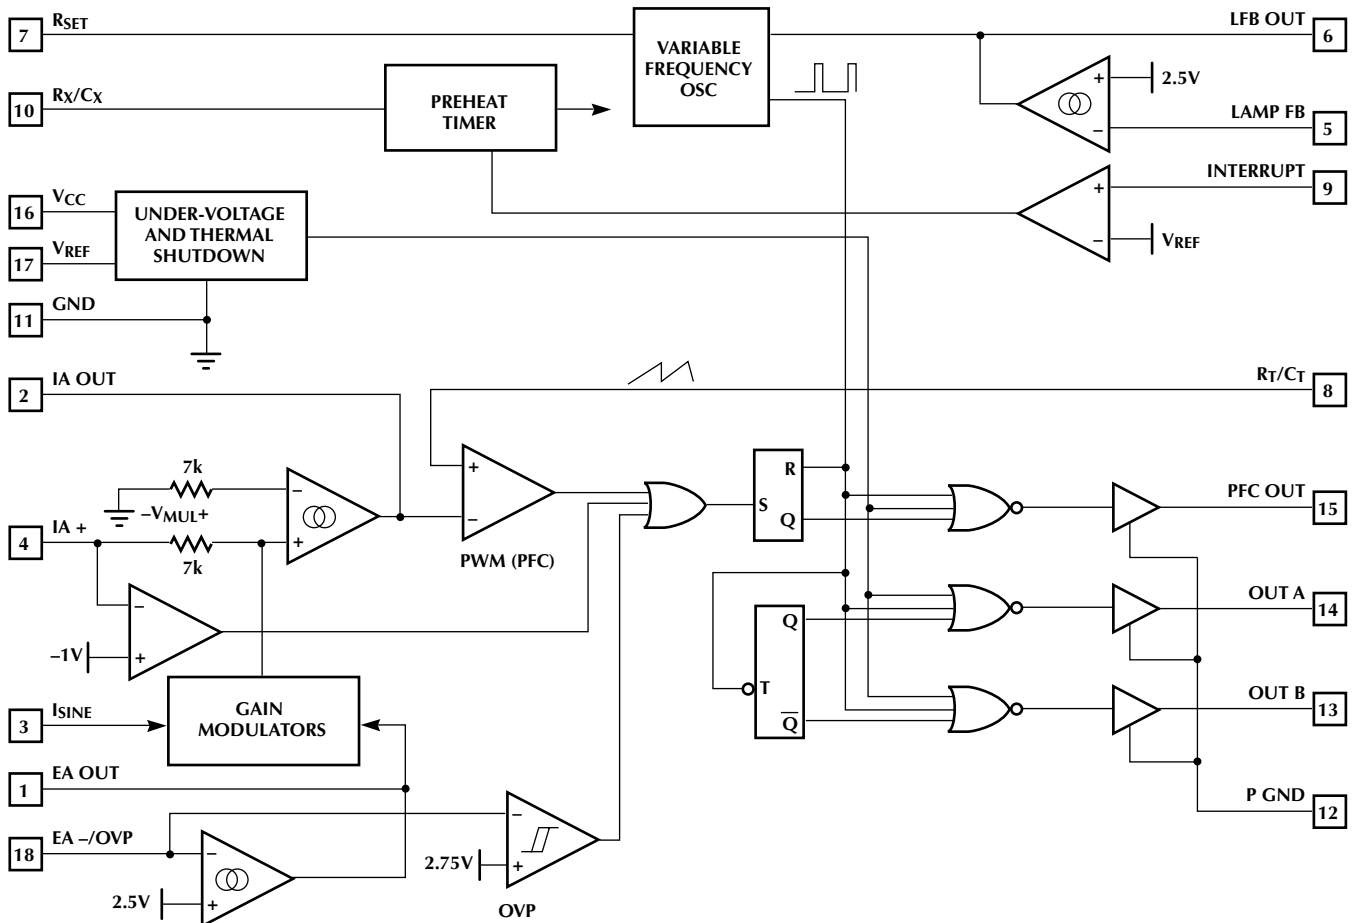 7
RSET
VARIABLE
FREQUENCY
OSC
LFB OUT
6
10
RX/CX
PREHEAT
TIMER
+
2.5V
–
LAMP FB
5
INTERRUPT
9
+
–
VREF
16
VCC
17
VREF
UNDER-VOLTAGE
AND THERMAL
SHUTDOWN
11
GND
2
IA OUT
RT/CT
8
7k
–VMUL+
4
IA +
7k
–
+
+
–
PWM (PFC)
S
R
Q
PFC OUT
15
–1V
–
+
Q
T
Q
OUT A
14
OUT B
13
3
ISINE
GAIN
MODULATORS
1
EA OUT
18
EA –/OVP
–
+
2.5V
–
+
2.75V
OVP
P GND
12